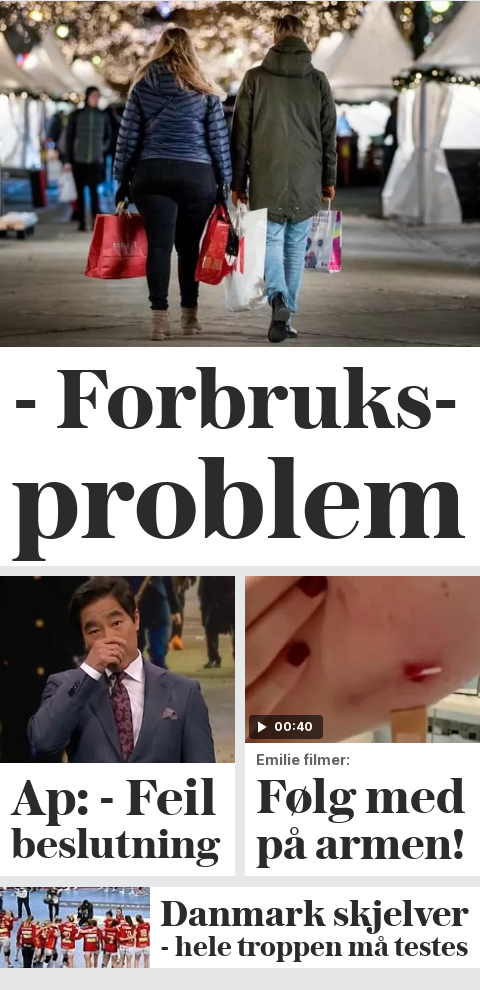 - Forbruks-
problem
Ap: - Feil
beslutning
00:40
Emilie filmer:
Følg med
på armen!
Danmark skjelver
- hele troppen må testes